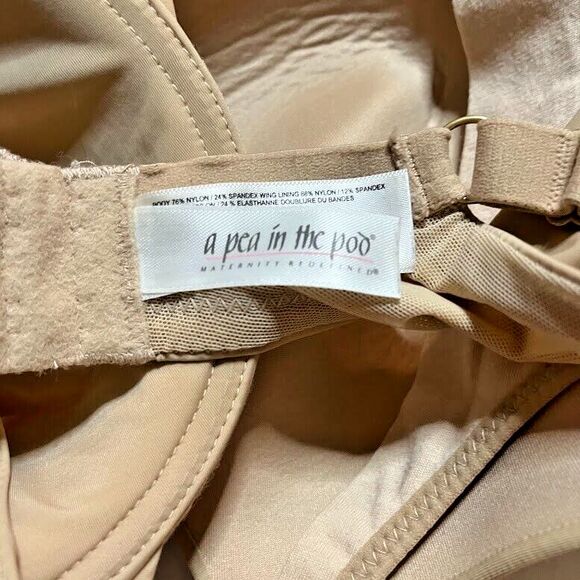 BODY 76% NYLON / 24% SPANDEX WING LINING 88% NYLON / 12% SPANDEX
/ 24 % ELASTHANNE DOUBLURE DU BANDES
a pea in the pod®
MATERNITY REDEFINED®